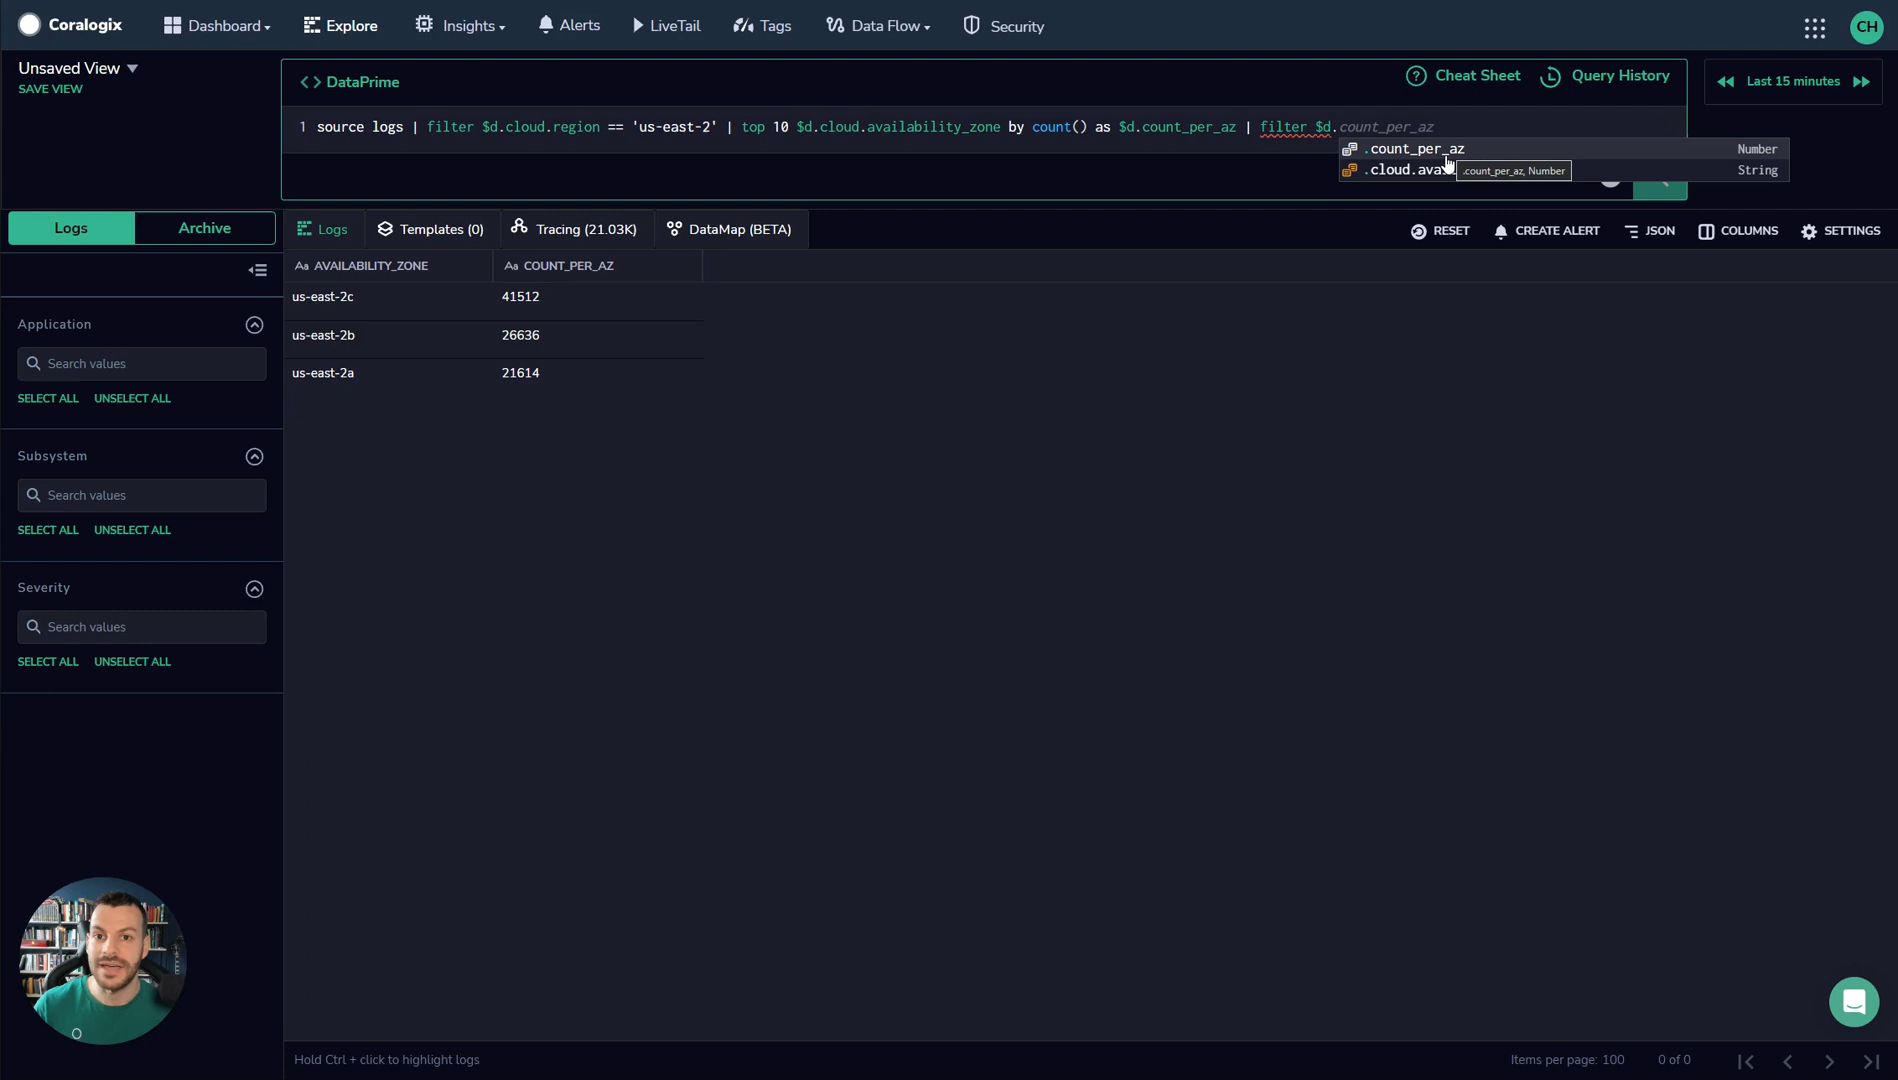 Coralogix
Dashboard
Explore
Insights
Alerts
LiveTail
Tags
Data Flow
Security
CH
Unsaved View
SAVE VIEW
<> DataPrime
Cheat Sheet
Query History
Last 15 minutes
1 source logs | filter $d.cloud.region == 'us-east-2' | top 10 $d.cloud.availability_zone by count() as $d.count_per_az | filter $d.count_per_az
.count_per_az Number
.cloud.ava String
.count_per_az, Number
Logs
Archive
Logs
Templates (0)
Tracing (21.03K)
DataMap (BETA)
RESET
CREATE ALERT
JSON
COLUMNS
SETTINGS
Aa AVAILABILITY_ZONE
Aa COUNT_PER_AZ
us-east-2c 41512
us-east-2b 26636
us-east-2a 21614
Application
Search values
SELECT ALL UNSELECT ALL
Subsystem
Search values
SELECT ALL UNSELECT ALL
Severity
Search values
SELECT ALL UNSELECT ALL
Hold Ctrl + click to highlight logs
Items per page: 100
0 of 0